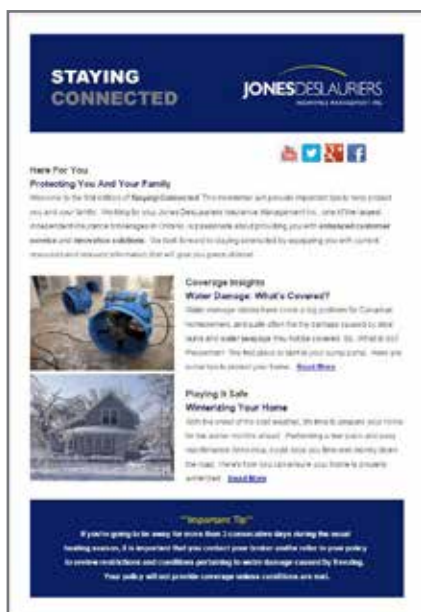 STAYING
CONNECTED
JONESDESLAURIERS
INSURANCE MANAGEMENT INC.
Here For You
Protecting You And Your Family
Welcome to the first edition of Staying Connected. This newsletter will provide important tips to help protect
you and your family. Working for you, Jones DesLauriers Insurance Management Inc., one of the largest
independent insurance brokerages in Ontario, is passionate about providing you with enhanced customer
service and innovative solutions. We look forward to staying connected by equipping you with current
resources and relevant information that will give you peace of mind.
Coverage Insights
Water Damage: What's Covered?
Water damage claims have been a big problem for Canadian
homeowners, and quite often the damage caused by
and water seepage may not be covered. So, What is
Prevention! The first place to start is your sump pump. Here are
some tips to protect your home. Read More
Playing It Safe
Winterizing Your Home
With the onset of the cold weather, it's time to prepare your home
for the winter months ahead. Performing a few quick and easy
maintenance items now, could save you time and money down
the road. Here's how you can ensure your home is properly
winterized. Read More
**Important Tip**
If you're going to be away for more than 3 consecutive days during the usual
heating season, it is important that you contact your broker and/or refer to your policy
to review restrictions and conditions pertaining to water damage caused by freezing.
Your policy will not provide coverage unless conditions are met.